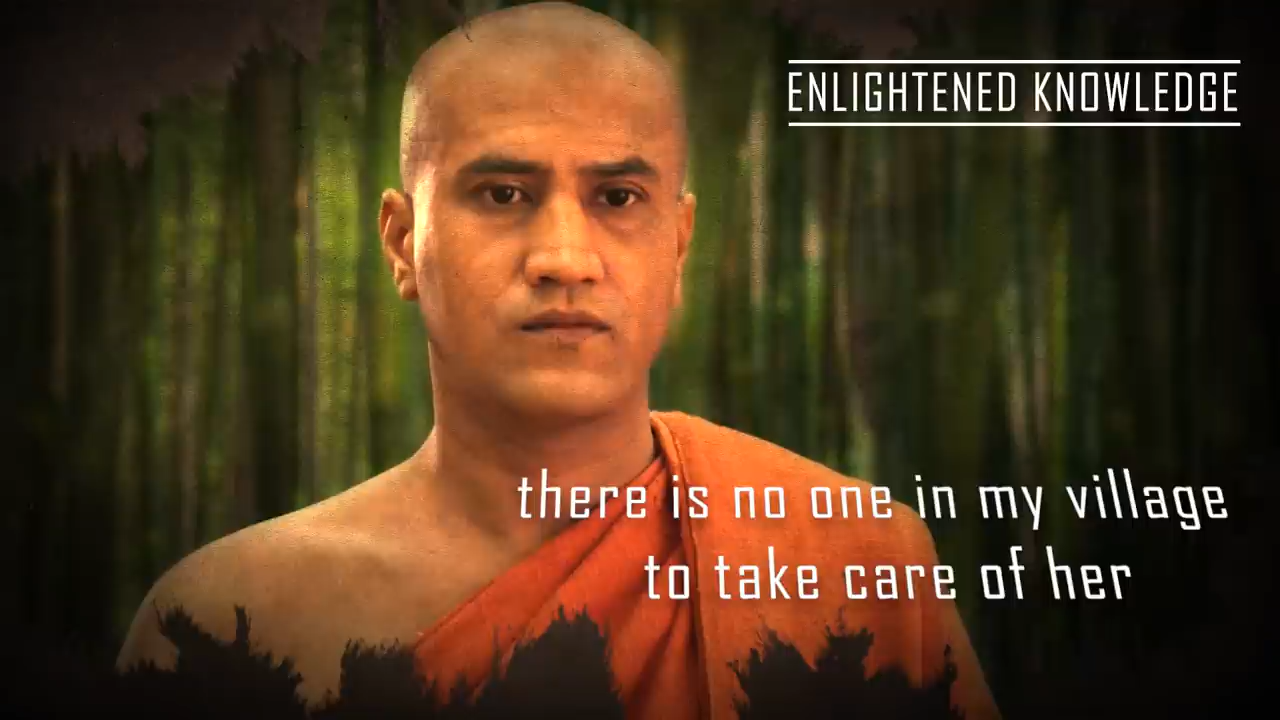 ENLIGHTENED KNOWLEDGE
there is no one in my village
to take care of her